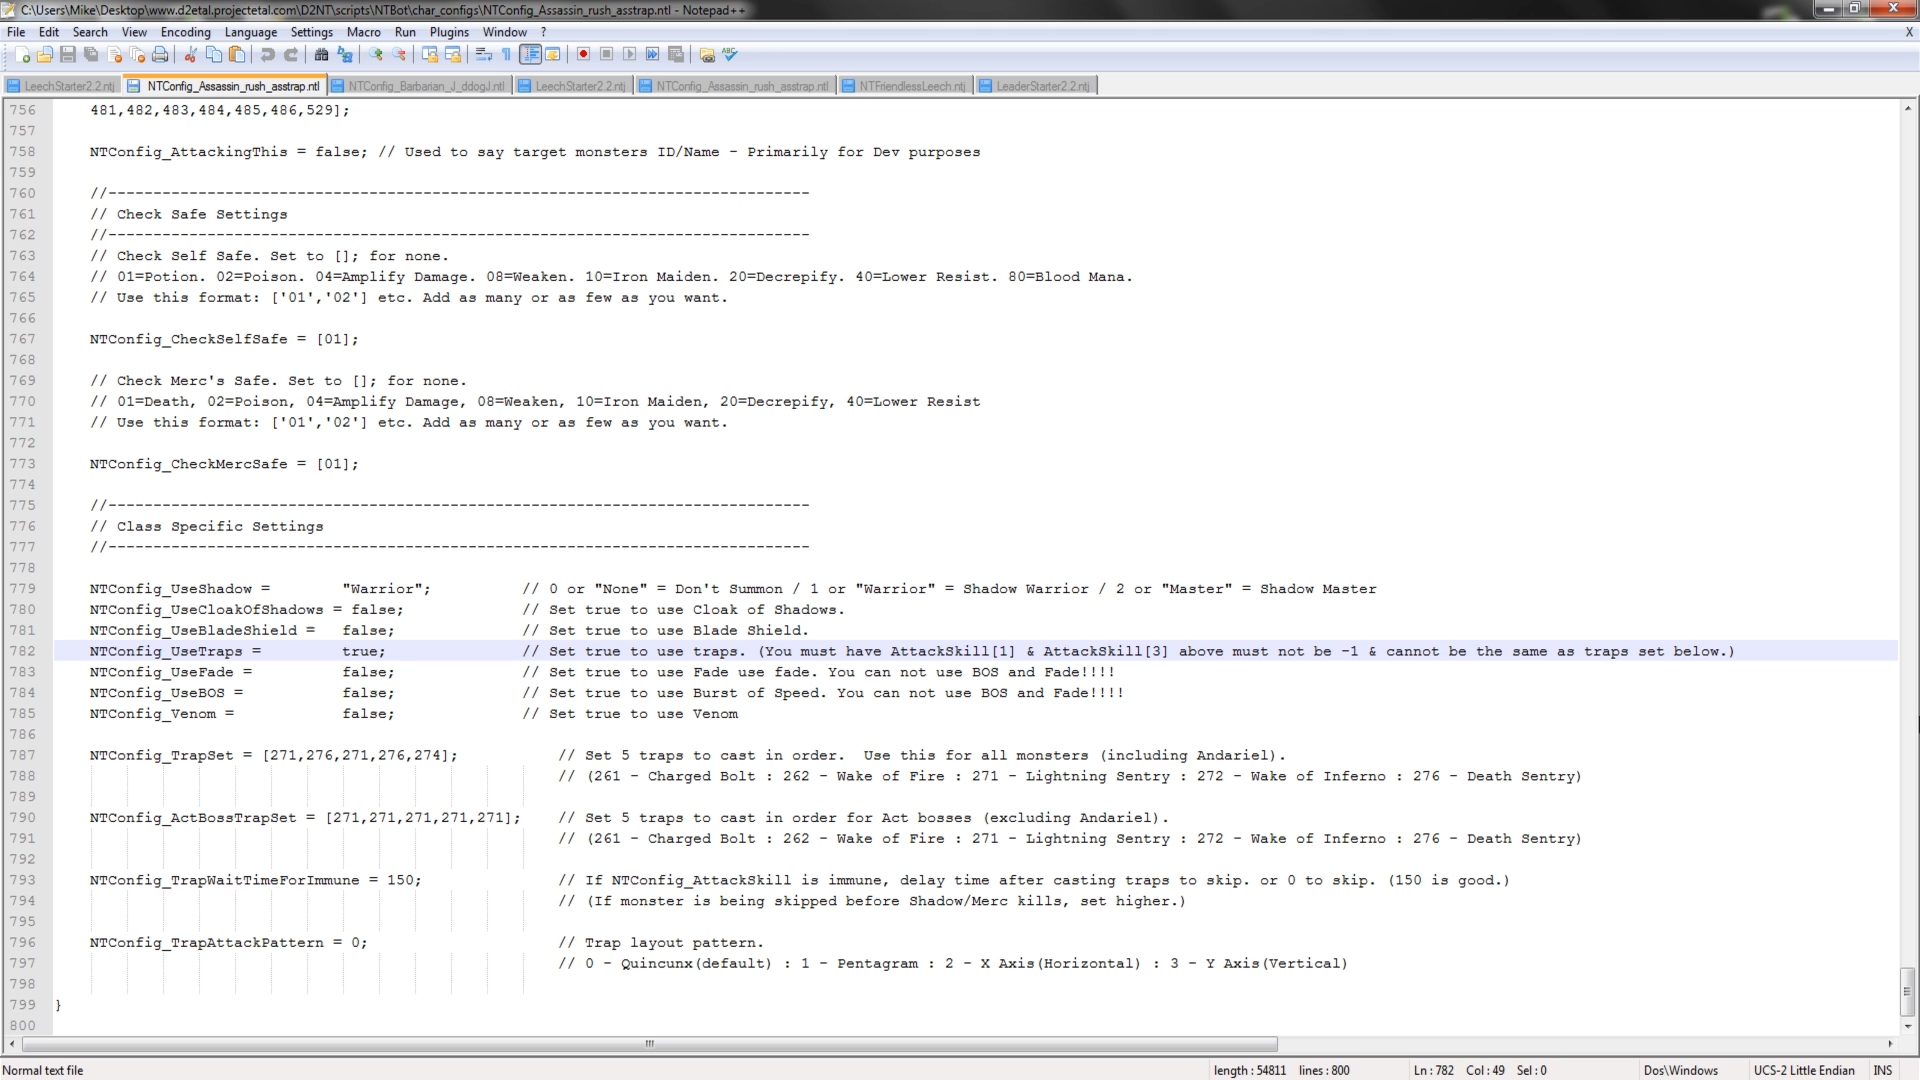 C:\Users\Mike\Desktop\www.d2etal.projectetal.com\D2NT\scripts\NTBot\char_configs\NTConfig_Assassin_rush_asstrap.ntl - Notepad++
File Edit Search View Encoding Language Settings Macro Run Plugins Window ? X
LeechStarter2.2.ntj NTConfig_Assassin_rush_asstrap.ntl NTConfig_Barbarian_J_ddogJ.ntl LeechStarter2.2.ntj NTConfig_Assassin_rush_asstrap.ntl NTFriendlessLeech.ntj LeaderStarter2.2.ntj
756 481,482,483,484,485,486,529];
757
758 NTConfig_AttackingThis = false; // Used to say target monsters ID/Name - Primarily for Dev purposes
759
760 //------------------------------------------------------------------------------
761 // Check Safe Settings
762 //------------------------------------------------------------------------------
763 // Check Self Safe. Set to []; for none.
764 // 01=Potion. 02=Poison. 04=Amplify Damage. 08=Weaken. 10=Iron Maiden. 20=Decrepify. 40=Lower Resist. 80=Blood Mana.
765 // Use this format: ['01','02'] etc. Add as many or as few as you want.
766
767 NTConfig_CheckSelfSafe = [01];
768
769 // Check Merc's Safe. Set to []; for none.
770 // 01=Death, 02=Poison, 04=Amplify Damage, 08=Weaken, 10=Iron Maiden, 20=Decrepify, 40=Lower Resist
771 // Use this format: ['01','02'] etc. Add as many or as few as you want.
772
773 NTConfig_CheckMercSafe = [01];
774
775 //------------------------------------------------------------------------------
776 // Class Specific Settings
777 //------------------------------------------------------------------------------
778
779 NTConfig_UseShadow = "Warrior"; // 0 or "None" = Don't Summon / 1 or "Warrior" = Shadow Warrior / 2 or "Master" = Shadow Master
780 NTConfig_UseCloakOfShadows = false; // Set true to use Cloak of Shadows.
781 NTConfig_UseBladeShield = false; // Set true to use Blade Shield.
782 NTConfig_UseTraps = true; // Set true to use traps. (You must have AttackSkill[1] & AttackSkill[3] above must not be -1 & cannot be the same as traps set below.)
783 NTConfig_UseFade = false; // Set true to use Fade use fade. You can not use BOS and Fade!!!!
784 NTConfig_UseBOS = false; // Set true to use Burst of Speed. You can not use BOS and Fade!!!!
785 NTConfig_Venom = false; // Set true to use Venom
786
787 NTConfig_TrapSet = [271,276,271,276,274]; // Set 5 traps to cast in order. Use this for all monsters (including Andariel).
788 // (261 - Charged Bolt : 262 - Wake of Fire : 271 - Lightning Sentry : 272 - Wake of Inferno : 276 - Death Sentry)
789
790 NTConfig_ActBossTrapSet = [271,271,271,271,271]; // Set 5 traps to cast in order for Act bosses (excluding Andariel).
791 // (261 - Charged Bolt : 262 - Wake of Fire : 271 - Lightning Sentry : 272 - Wake of Inferno : 276 - Death Sentry)
792
793 NTConfig_TrapWaitTimeForImmune = 150; // If NTConfig_AttackSkill is immune, delay time after casting traps to skip. or 0 to skip. (150 is good.)
794 // (If monster is being skipped before Shadow/Merc kills, set higher.)
795
796 NTConfig_TrapAttackPattern = 0; // Trap layout pattern.
797 // 0 - Quincunx(default) : 1 - Pentagram : 2 - X Axis(Horizontal) : 3 - Y Axis(Vertical)
798
799 }
800
Normal text file length : 54811 lines : 800 Ln : 782 Col : 49 Sel : 0 Dos\Windows UCS-2 Little Endian INS